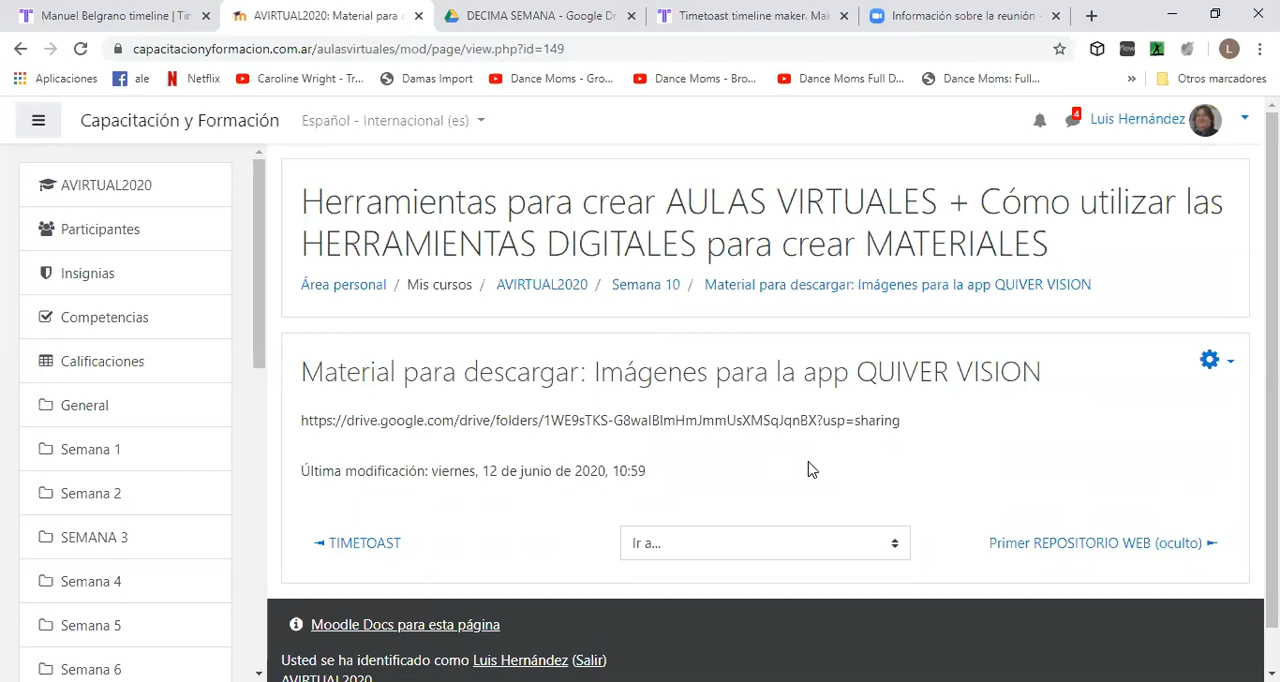 Manuel Belgrano timeline | Tir
AVIRTUAL2020: Material para d
DECIMA SEMANA - Google Dr
Timetoast timeline maker. Mak
Información sobre la reunión -
capacitacionyformacion.com.ar/aulasvirtuales/mod/page/view.php?id=149
L
Aplicaciones
ale
Netflix
Caroline Wright - Tr...
Damas Import
Dance Moms - Gro...
Dance Moms - Bro...
Dance Moms Full D...
Dance Moms: Full...
»
Otros marcadores
Capacitación y Formación
Español - Internacional (es)
4
Luis Hernández
AVIRTUAL2020
Participantes
Insignias
Competencias
Calificaciones
General
Semana 1
Semana 2
SEMANA 3
Semana 4
Semana 5
Semana 6
Herramientas para crear AULAS VIRTUALES + Cómo utilizar las
HERRAMIENTAS DIGITALES para crear MATERIALES
Área personal / Mis cursos / AVIRTUAL2020 / Semana 10 / Material para descargar: Imágenes para la app QUIVER VISION
Material para descargar: Imágenes para la app QUIVER VISION
https://drive.google.com/drive/folders/1WE9sTKS-G8walBlmHmJmmUsXMSqJqnBX?usp=sharing
Última modificación: viernes, 12 de junio de 2020, 10:59
◄ TIMETOAST
Ir a...
Primer REPOSITORIO WEB (oculto) ►
Moodle Docs para esta página
Usted se ha identificado como Luis Hernández (Salir)
AVIRTUAL2020